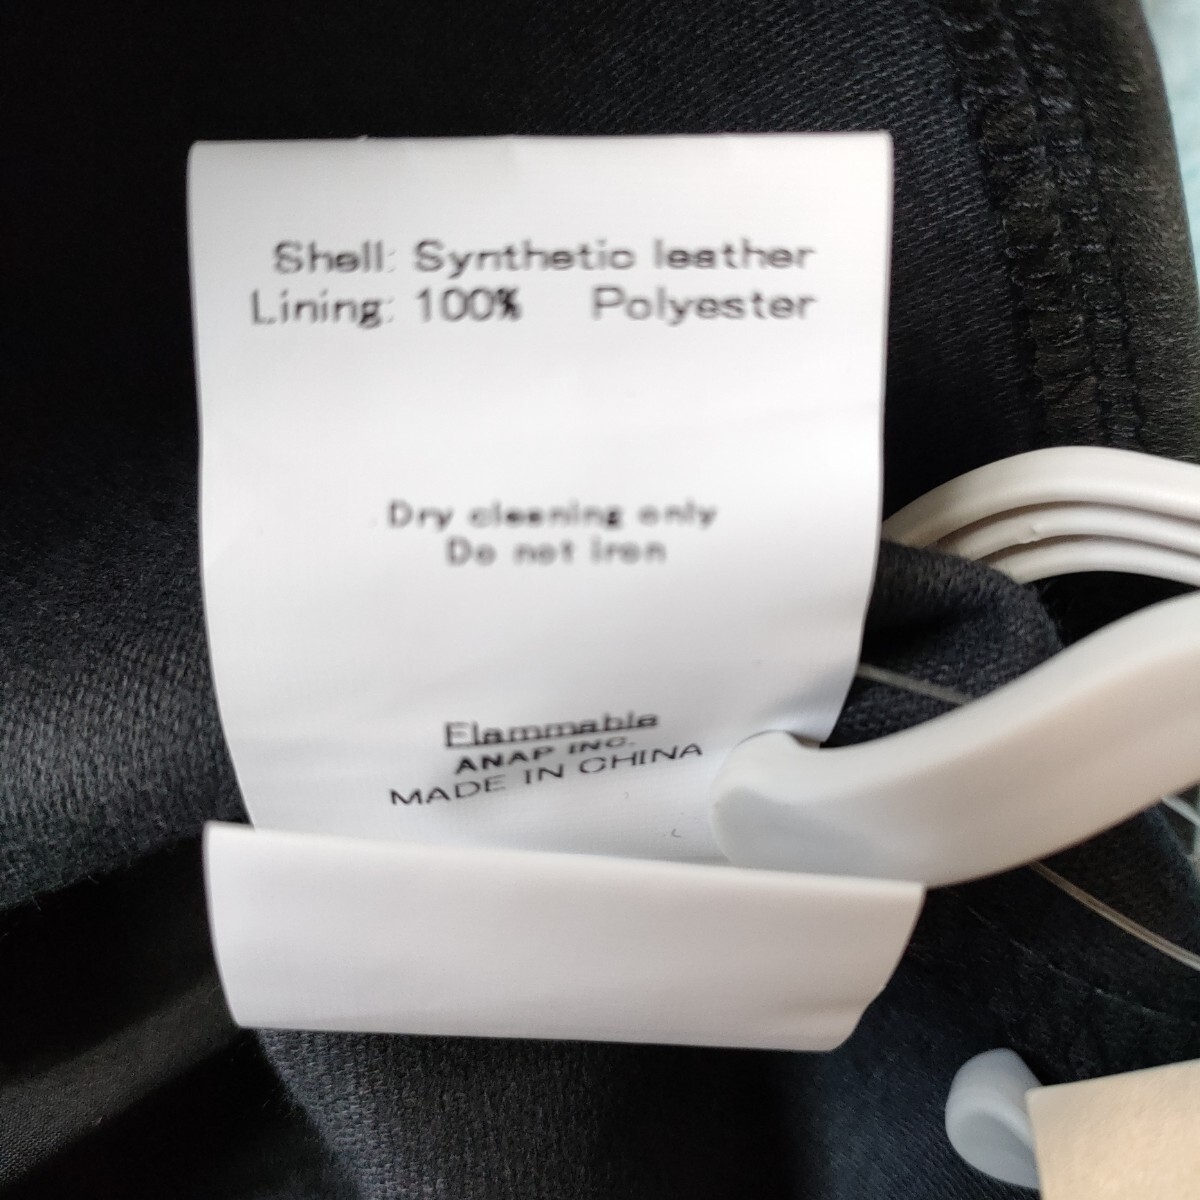 Shell: Synthetic leather
Lining: 100% Polyester
Dry cleaning only
Do not iron
Flammable
ANAP INC.
MADE IN CHINA